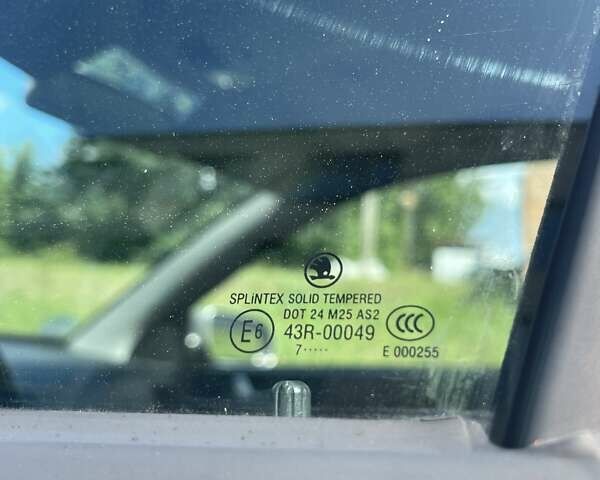 SPLiNTEX SOLID TEMPERED
DOT 24 M25 AS2
E6 43R-00049 CCC
7·····
E 000255